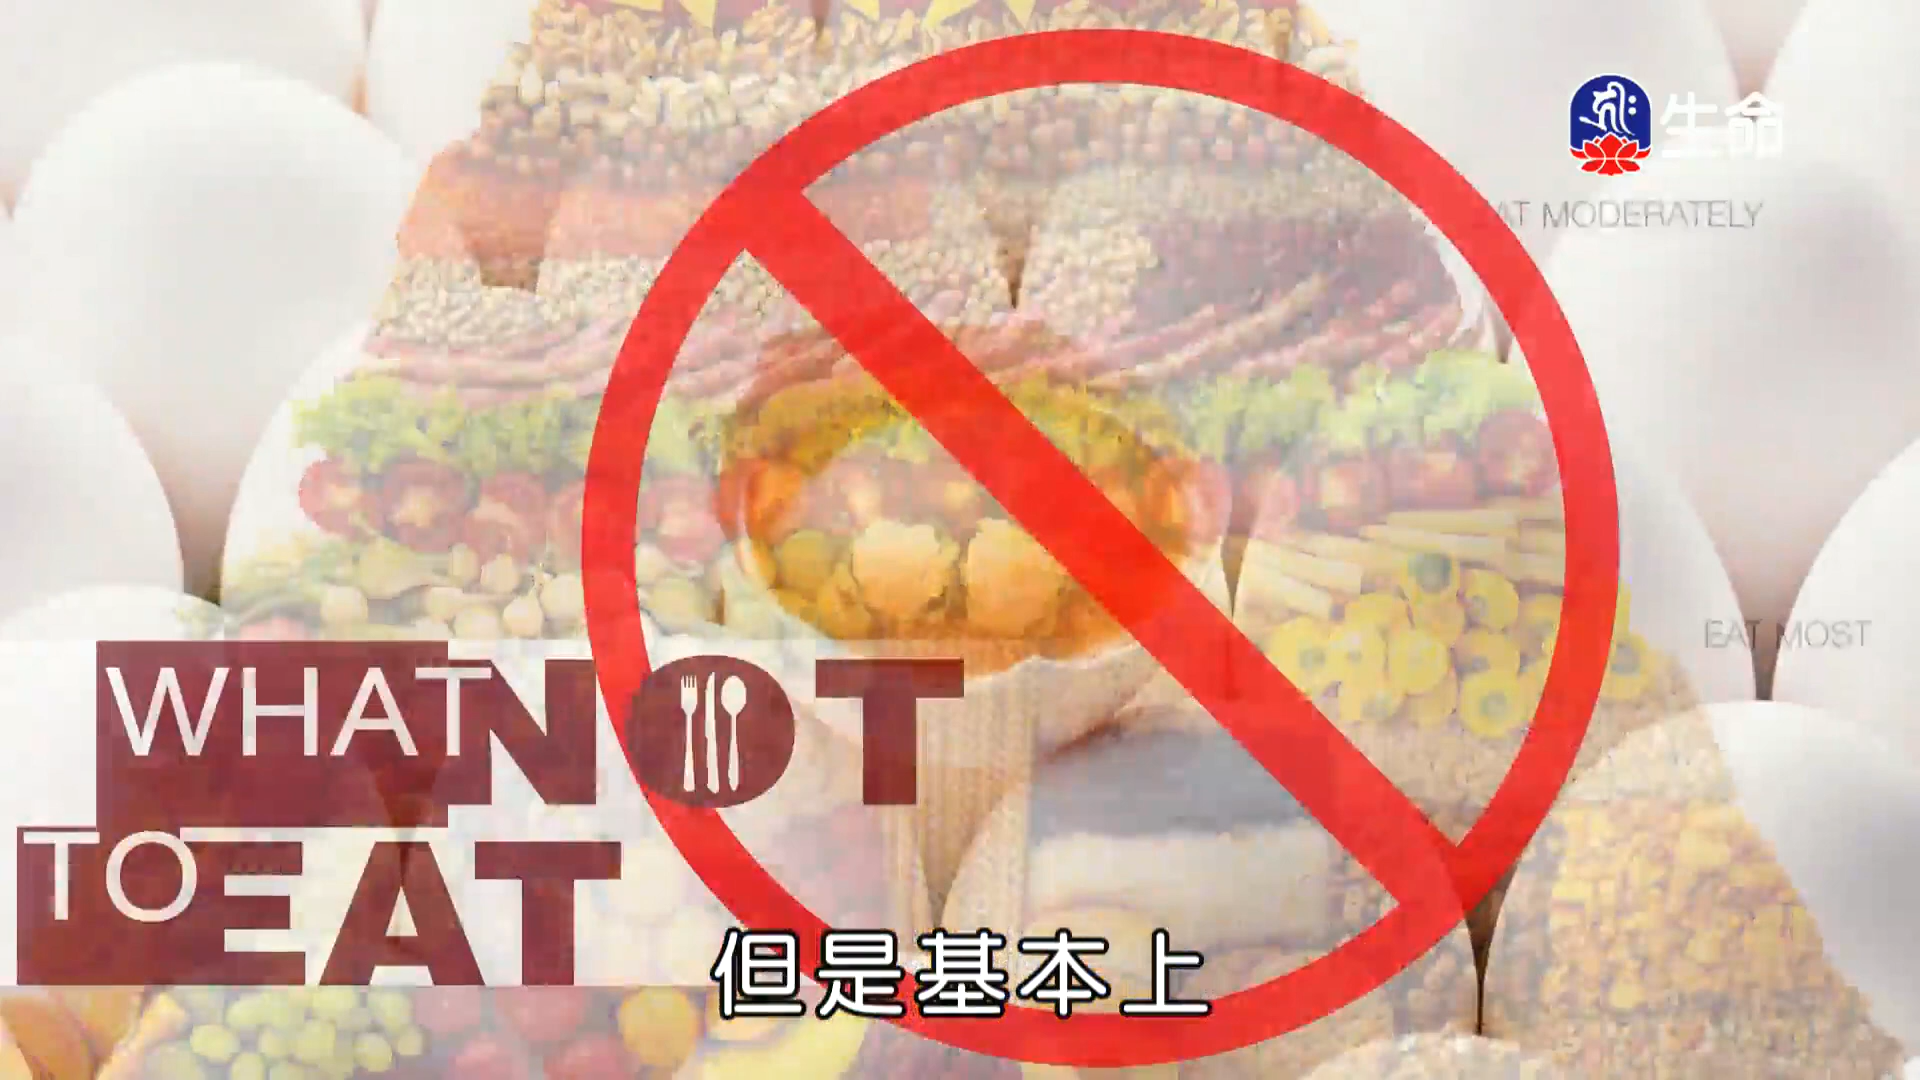 生命
AT MODERATELY
EAT MOST
WHAT NOT
TO EAT
但是基本上